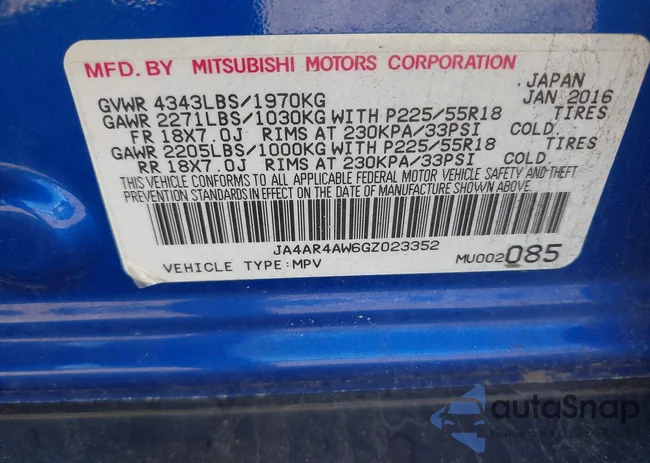 MFD. BY MITSUBISHI MOTORS CORPORATION
JAPAN
GVWR 4343LBS/1970KG JAN 2016
GAWR 2271LBS/1030KG WITH P225/55R18 TIRES
FR 18X7.0J RIMS AT 230KPA/33PSI COLD.
GAWR 2205LBS/1000KG WITH P225/55R18 TIRES
RR 18X7.0J RIMS AT 230KPA/33PSI COLD.
THIS VEHICLE CONFORMS TO ALL APPLICABLE FEDERAL MOTOR VEHICLE SAFETY AND THEFT
PREVENTION STANDARDS IN EFFECT ON THE DATE OF MANUFACTURE SHOWN ABOVE.
JA4AR4AW6GZ023352
VEHICLE TYPE:MPV MU002085
autoSnap